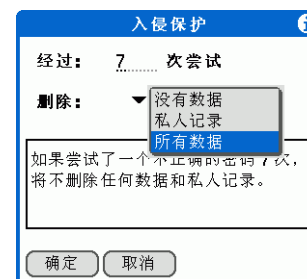 入侵保护
经过: 7 次尝试
删除:
没有数据
私人记录
所有数据
如果尝试了一个不正确的密码 7 次,
将不删除任何数据和私人记录。
确定 取消